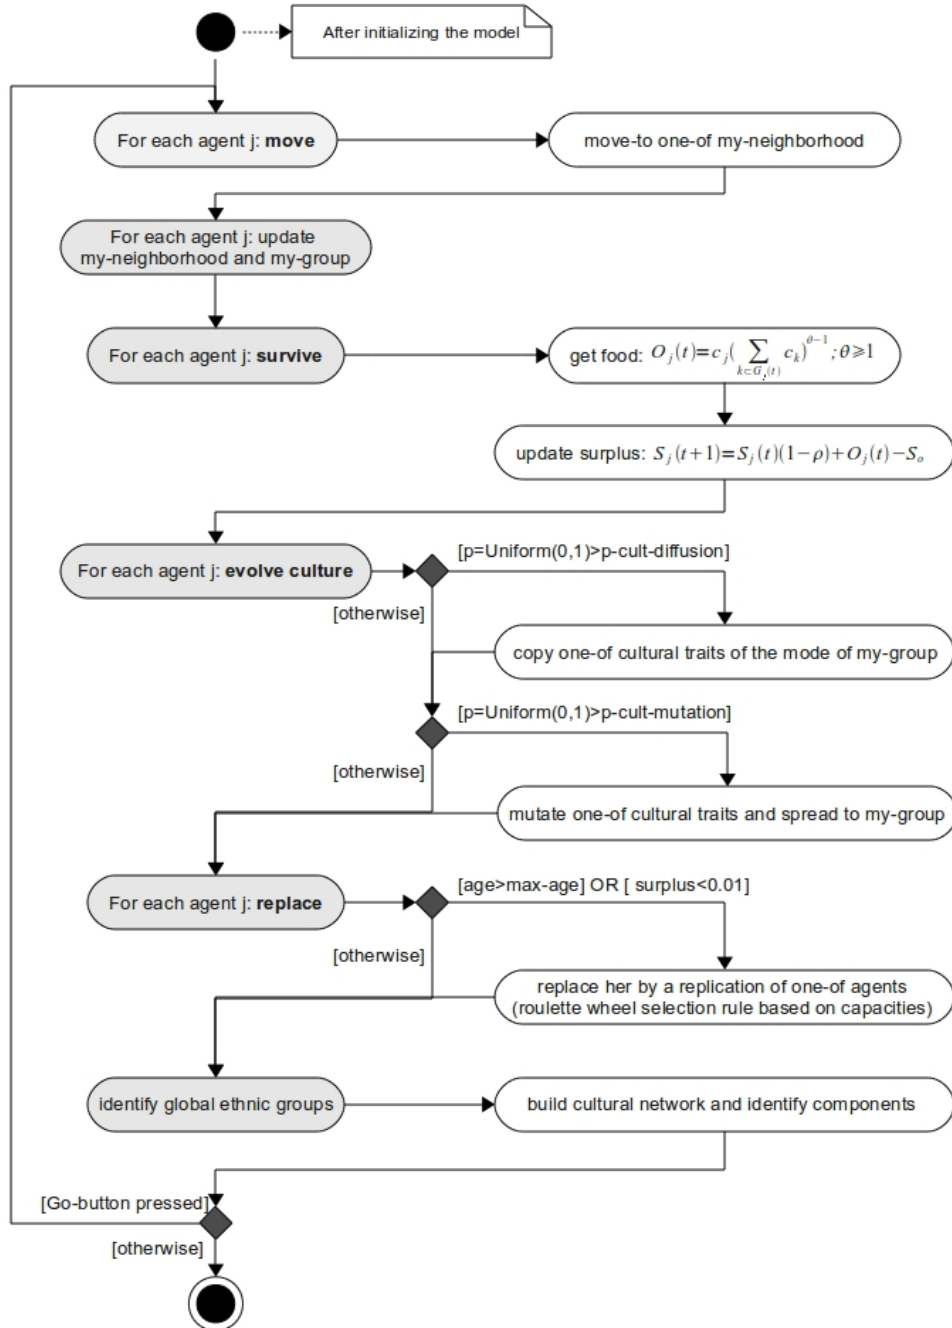 After initializing the model
For each agent j: move
move-to one-of my-neighborhood
For each agent j: update
my-neighborhood and my-group
For each agent j: survive
get food: O_j(t)=c_j(∑_{k⊂G_j(t)} c_k)^{θ−1};θ⩾1
update surplus: S_j(t+1)=S_j(t)(1−ρ)+O_j(t)−S_o
For each agent j: evolve culture
[p=Uniform(0,1)>p-cult-diffusion]
[otherwise]
copy one-of cultural traits of the mode of my-group
[p=Uniform(0,1)>p-cult-mutation]
[otherwise]
mutate one-of cultural traits and spread to my-group
For each agent j: replace
[age>max-age] OR [ surplus<0.01]
[otherwise]
replace her by a replication of one-of agents
(roulette wheel selection rule based on capacities)
identify global ethnic groups
build cultural network and identify components
[Go-button pressed]
[otherwise]